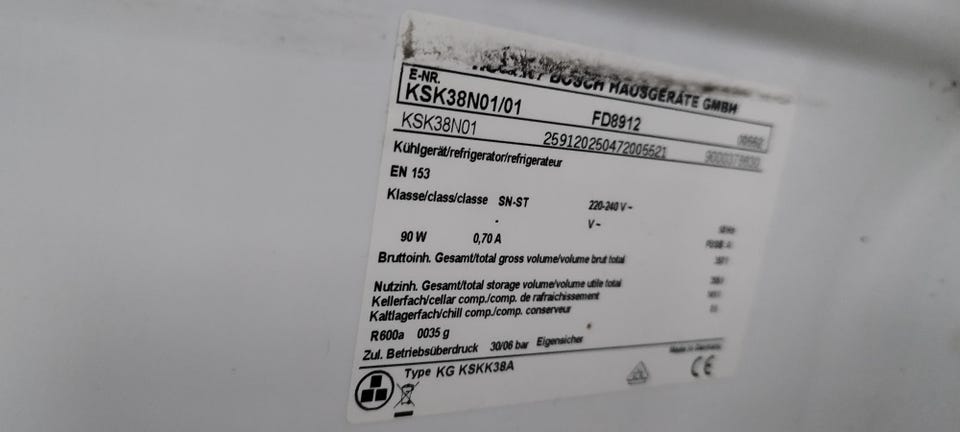 BOSCH HAUSGERÄTE GMBH
E-NR.
KSK38N01/01 FD8912
KSK38N01 259120250472005521
Kühlgerät/refrigerator/refrigerateur
EN 153
Klasse/class/classe SN-ST 220-240 V ~
V ~
90 W 0,70 A
Bruttoinh. Gesamt/total gross volume/volume brut total
Nutzinh. Gesamt/total storage volume/volume utile total
Kellerfach/cellar comp./comp. de rafraichissement
Kaltlagerfach/chill comp./comp. conserveur
R600a 0035 g
Zul. Betriebsüberdruck 30/06 bar Eigensicher
Made in Germany
Type KG KSKK38A
CE